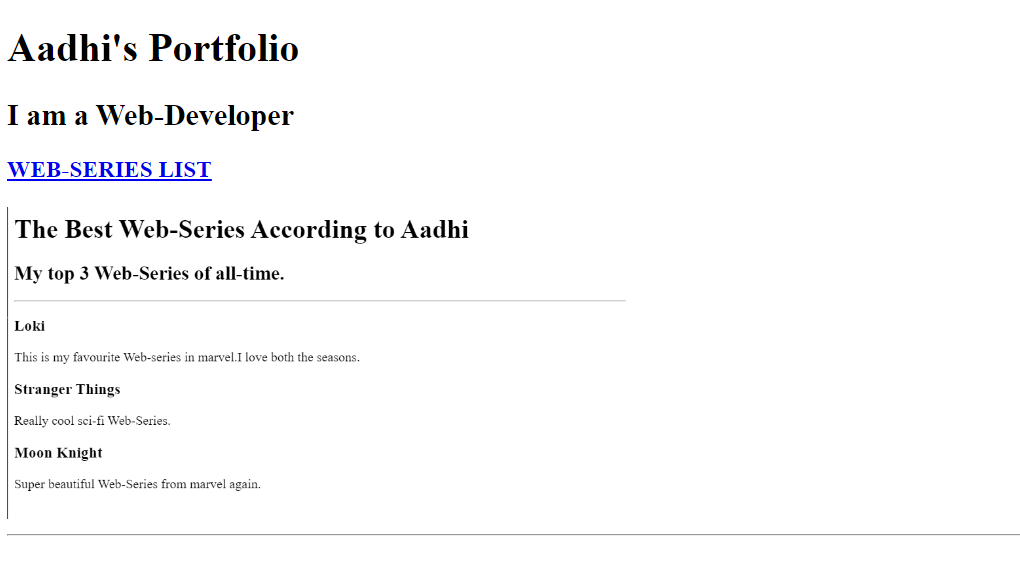 Aadhi's Portfolio
I am a Web-Developer
WEB-SERIES LIST
The Best Web-Series According to Aadhi
My top 3 Web-Series of all-time.
Loki
This is my favourite Web-series in marvel.I love both the seasons.
Stranger Things
Really cool sci-fi Web-Series.
Moon Knight
Super beautiful Web-Series from marvel again.